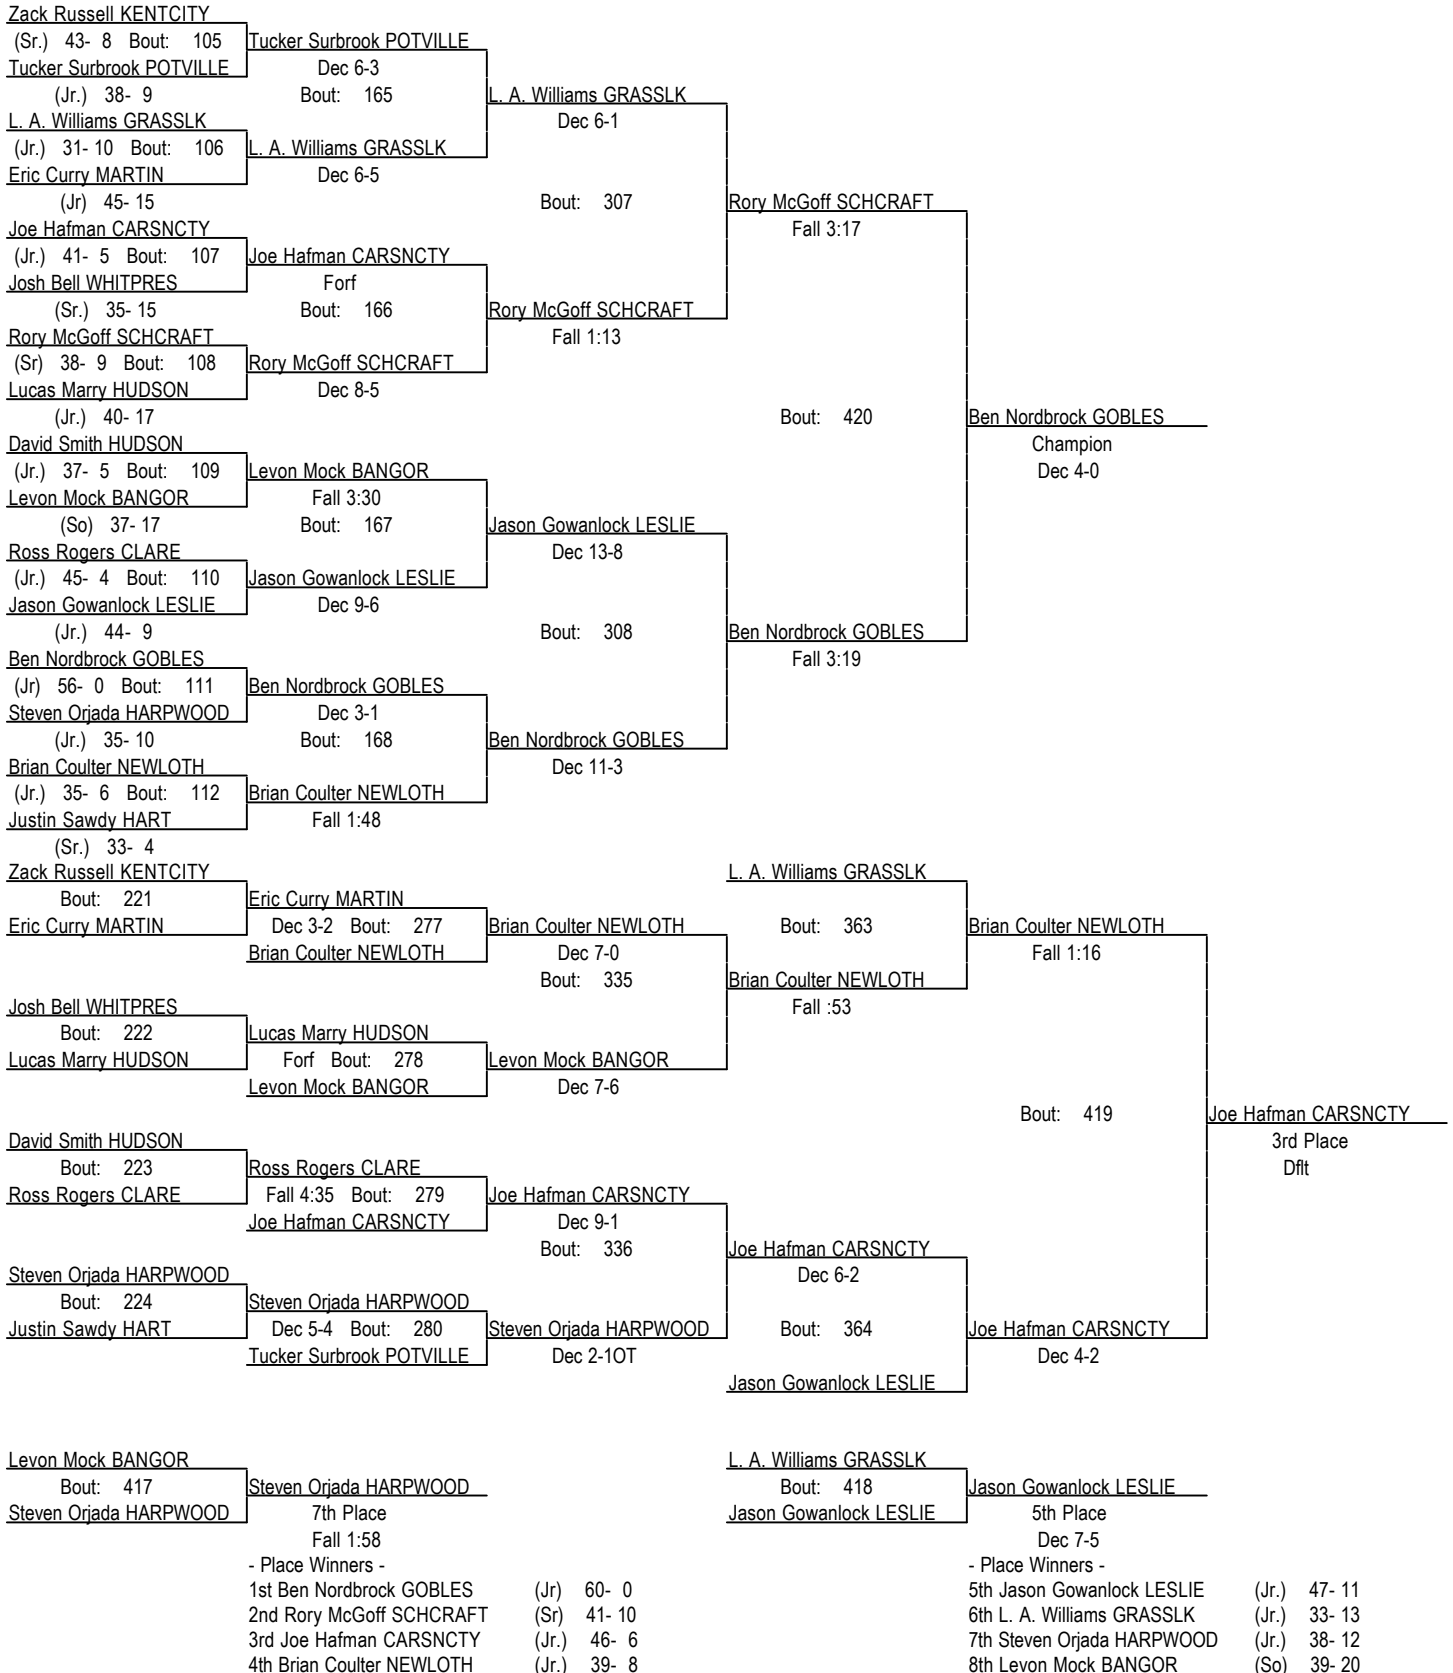 Zack Russell KENTCITY
(Sr.) 43- 8 Bout: 105 Tucker Surbrook POTVILLE
Tucker Surbrook POTVILLE Dec 6-3
(Jr.) 38- 9 Bout: 165 L. A. Williams GRASSLK
L. A. Williams GRASSLK Dec 6-1
(Jr.) 31- 10 Bout: 106 L. A. Williams GRASSLK
Eric Curry MARTIN Dec 6-5
(Jr) 45- 15 Bout: 307 Rory McGoff SCHCRAFT
Joe Hafman CARSNCTY Fall 3:17
(Jr.) 41- 5 Bout: 107 Joe Hafman CARSNCTY
Josh Bell WHITPRES Forf
(Sr.) 35- 15 Bout: 166 Rory McGoff SCHCRAFT
Rory McGoff SCHCRAFT Fall 1:13
(Sr) 38- 9 Bout: 108 Rory McGoff SCHCRAFT
Lucas Marry HUDSON Dec 8-5
(Jr.) 40- 17 Bout: 420 Ben Nordbrock GOBLES
David Smith HUDSON Champion
(Jr.) 37- 5 Bout: 109 Levon Mock BANGOR Dec 4-0
Levon Mock BANGOR Fall 3:30
(So) 37- 17 Bout: 167 Jason Gowanlock LESLIE
Ross Rogers CLARE Dec 13-8
(Jr.) 45- 4 Bout: 110 Jason Gowanlock LESLIE
Jason Gowanlock LESLIE Dec 9-6
(Jr.) 44- 9 Bout: 308 Ben Nordbrock GOBLES
Ben Nordbrock GOBLES Fall 3:19
(Jr) 56- 0 Bout: 111 Ben Nordbrock GOBLES
Steven Orjada HARPWOOD Dec 3-1
(Jr.) 35- 10 Bout: 168 Ben Nordbrock GOBLES
Brian Coulter NEWLOTH Dec 11-3
(Jr.) 35- 6 Bout: 112 Brian Coulter NEWLOTH
Justin Sawdy HART Fall 1:48
(Sr.) 33- 4
Zack Russell KENTCITY L. A. Williams GRASSLK
Bout: 221 Eric Curry MARTIN
Eric Curry MARTIN Dec 3-2 Bout: 277 Brian Coulter NEWLOTH Bout: 363 Brian Coulter NEWLOTH
Brian Coulter NEWLOTH Dec 7-0 Fall 1:16
Bout: 335 Brian Coulter NEWLOTH
Josh Bell WHITPRES Fall :53
Bout: 222 Lucas Marry HUDSON
Lucas Marry HUDSON Forf Bout: 278 Levon Mock BANGOR
Levon Mock BANGOR Dec 7-6
Bout: 419 Joe Hafman CARSNCTY
David Smith HUDSON 3rd Place
Bout: 223 Ross Rogers CLARE Dflt
Ross Rogers CLARE Fall 4:35 Bout: 279 Joe Hafman CARSNCTY
Joe Hafman CARSNCTY Dec 9-1
Bout: 336 Joe Hafman CARSNCTY
Steven Orjada HARPWOOD Dec 6-2
Bout: 224 Steven Orjada HARPWOOD
Justin Sawdy HART Dec 5-4 Bout: 280 Steven Orjada HARPWOOD Bout: 364 Joe Hafman CARSNCTY
Tucker Surbrook POTVILLE Dec 2-1OT Dec 4-2
Jason Gowanlock LESLIE
Levon Mock BANGOR L. A. Williams GRASSLK
Bout: 417 Steven Orjada HARPWOOD Bout: 418 Jason Gowanlock LESLIE
Steven Orjada HARPWOOD 7th Place Jason Gowanlock LESLIE 5th Place
Fall 1:58 Dec 7-5
- Place Winners - - Place Winners -
1st Ben Nordbrock GOBLES (Jr) 60- 0 5th Jason Gowanlock LESLIE (Jr.) 47- 11
2nd Rory McGoff SCHCRAFT (Sr) 41- 10 6th L. A. Williams GRASSLK (Jr.) 33- 13
3rd Joe Hafman CARSNCTY (Jr.) 46- 6 7th Steven Orjada HARPWOOD (Jr.) 38- 12
4th Brian Coulter NEWLOTH (Jr.) 39- 8 8th Levon Mock BANGOR (So) 39- 20